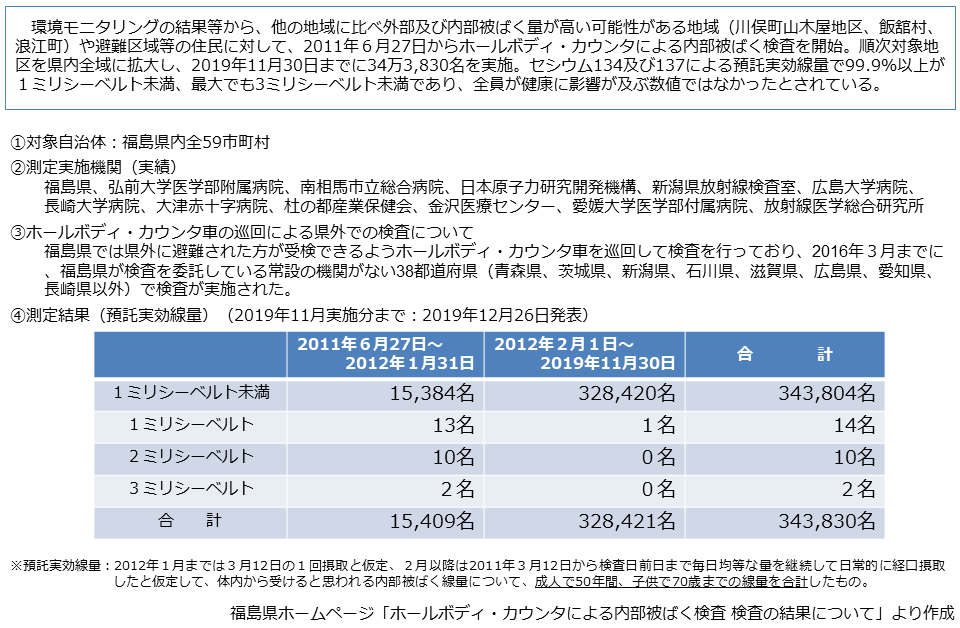 環境モニタリングの結果等から、他の地域に比べ外部及び内部被ばく量が高い可能性がある地域（川俣町山木屋地区、飯舘村、
浪江町）や避難区域等の住民に対して、2011年６月27日からホールボディ・カウンタによる内部被ばく検査を開始。順次対象地
区を県内全域に拡大し、2019年11月30日までに34万3,830名を実施。セシウム134及び137による預託実効線量で99.9%以上が
１ミリシーベルト未満、最大でも3ミリシーベルト未満であり、全員が健康に影響が及ぶ数値ではなかったとされている。
①対象自治体：福島県内全59市町村
②測定実施機関（実績）
福島県、弘前大学医学部附属病院、南相馬市立総合病院、日本原子力研究開発機構、新潟県放射線検査室、広島大学病院、
長崎大学病院、大津赤十字病院、杜の都産業保健会、金沢医療センター、愛媛大学医学部付属病院、放射線医学総合研究所
③ホールボディ・カウンタ車の巡回による県外での検査について
福島県では県外に避難された方が受検できるようホールボディ・カウンタ車を巡回して検査を行っており、2016年３月までに
、福島県が検査を委託している常設の機関がない38都道府県（青森県、茨城県、新潟県、石川県、滋賀県、広島県、愛知県、
長崎県以外）で検査が実施された。
④測定結果（預託実効線量）（2019年11月実施分まで：2019年12月26日発表）
2011年６月27日～ 2012年２月１日～
2012年１月31日 2019年11月30日 合　計
１ミリシーベルト未満 15,384名 328,420名 343,804名
１ミリシーベルト 13名 １名 14名
２ミリシーベルト 10名 ０名 10名
３ミリシーベルト ２名 ０名 ２名
合　計 15,409名 328,421名 343,830名
※預託実効線量：2012年１月までは３月12日の１回摂取と仮定、２月以降は2011年３月12日から検査日前日まで毎日均等な量を継続して日常的に経口摂取
したと仮定して、体内から受けると思われる内部被ばく線量について、成人で50年間、子供で70歳までの線量を合計したもの。
福島県ホームページ「ホールボディ・カウンタによる内部被ばく検査 検査の結果について」より作成